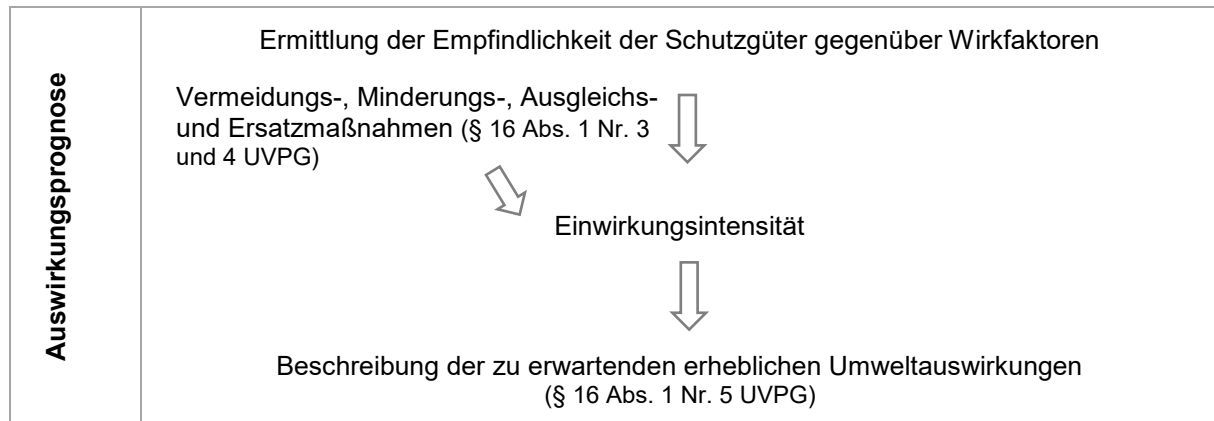 Auswirkungsprognose
Ermittlung der Empfindlichkeit der Schutzgüter gegenüber Wirkfaktoren
Vermeidungs-, Minderungs-, Ausgleichs-
und Ersatzmaßnahmen (§ 16 Abs. 1 Nr. 3
und 4 UVPG)
Einwirkungsintensität
Beschreibung der zu erwartenden erheblichen Umweltauswirkungen
(§ 16 Abs. 1 Nr. 5 UVPG)